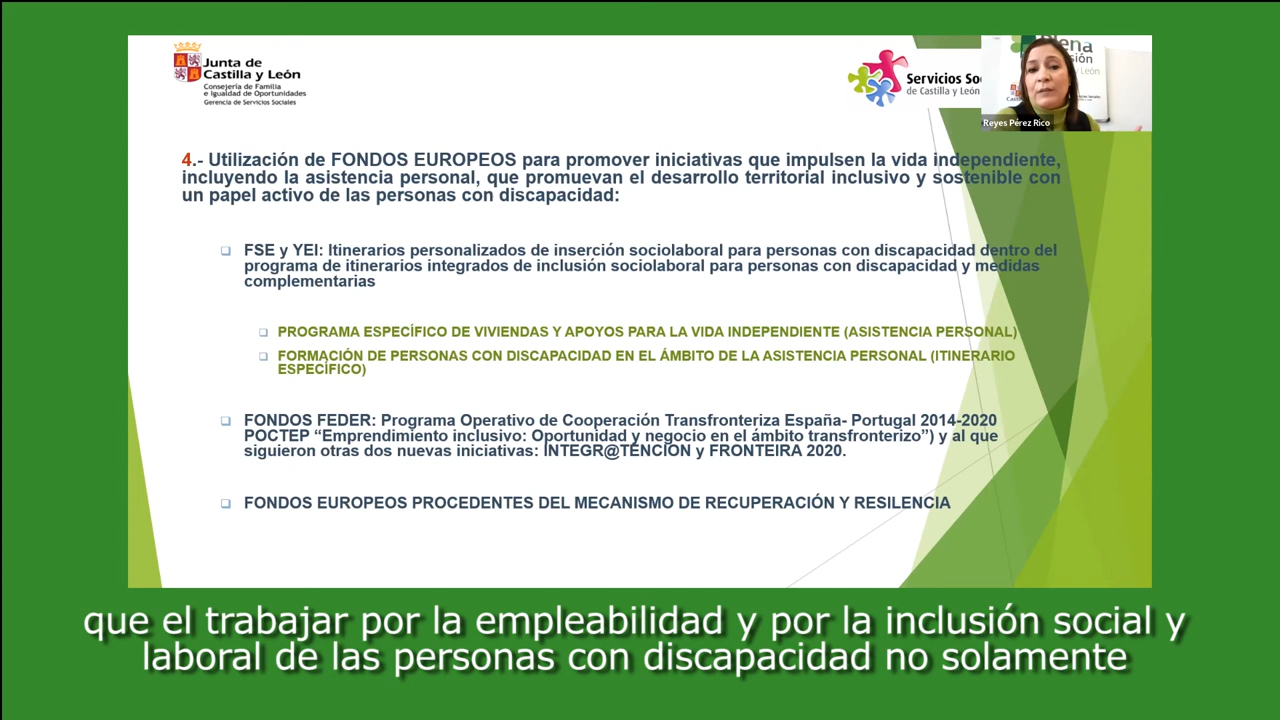 Junta de
Castilla y León
Consejería de Familia
e Igualdad de Oportunidades
Gerencia de Servicios Sociales
Servicios So
de Castilla y León
Reyes Pérez Rico
4.- Utilización de FONDOS EUROPEOS para promover iniciativas que impulsen la vida independiente,
incluyendo la asistencia personal, que promuevan el desarrollo territorial inclusivo y sostenible con
un papel activo de las personas con discapacidad:
FSE y YEI: Itinerarios personalizados de inserción sociolaboral para personas con discapacidad dentro del
programa de itinerarios integrados de inclusión sociolaboral para personas con discapacidad y medidas
complementarias
PROGRAMA ESPECÍFICO DE VIVIENDAS Y APOYOS PARA LA VIDA INDEPENDIENTE (ASISTENCIA PERSONAL)
FORMACIÓN DE PERSONAS CON DISCAPACIDAD EN EL ÁMBITO DE LA ASISTENCIA PERSONAL (ITINERARIO
ESPECÍFICO)
FONDOS FEDER: Programa Operativo de Cooperación Transfronteriza España- Portugal 2014-2020
POCTEP “Emprendimiento inclusivo: Oportunidad y negocio en el ámbito transfronterizo”) y al que
siguieron otras dos nuevas iniciativas: INTEGR@TENCION y FRONTEIRA 2020.
FONDOS EUROPEOS PROCEDENTES DEL MECANISMO DE RECUPERACIÓN Y RESILENCIA
que el trabajar por la empleabilidad y por la inclusión social y
laboral de las personas con discapacidad no solamente